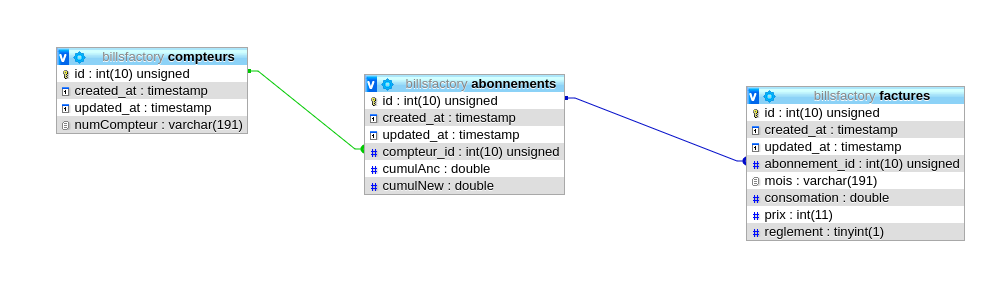 billsfactory compteurs
id : int(10) unsigned
created_at : timestamp
updated_at : timestamp
numCompteur : varchar(191)
billsfactory abonnements
id : int(10) unsigned
created_at : timestamp
updated_at : timestamp
compteur_id : int(10) unsigned
cumulAnc : double
cumulNew : double
billsfactory factures
id : int(10) unsigned
created_at : timestamp
updated_at : timestamp
abonnement_id : int(10) unsigned
mois : varchar(191)
consomation : double
prix : int(11)
reglement : tinyint(1)